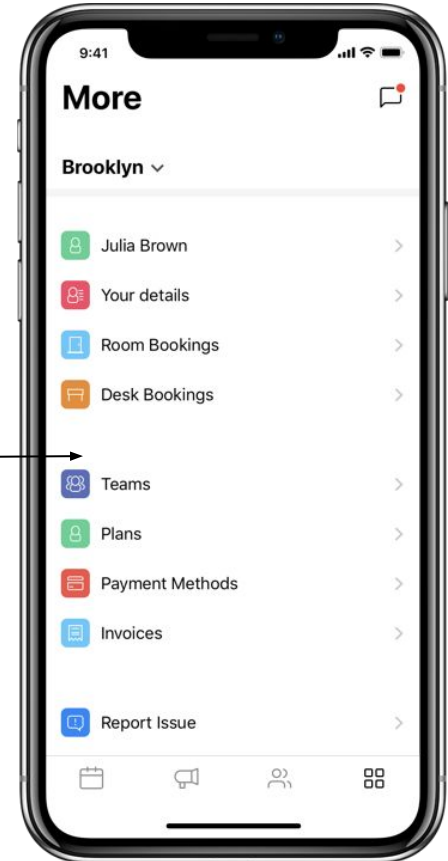 9:41
More
Brooklyn
Julia Brown
Your details
Room Bookings
Desk Bookings
Teams
Plans
Payment Methods
Invoices
Report Issue